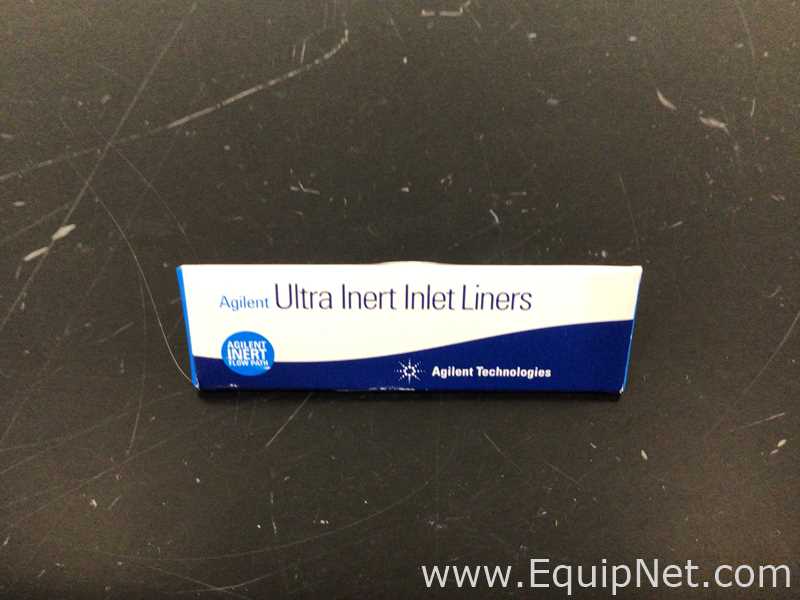 Agilent Ultra Inert Inlet Liners
AGILENT
INERT
FLOW PATH
Agilent Technologies
www.EquipNet.com